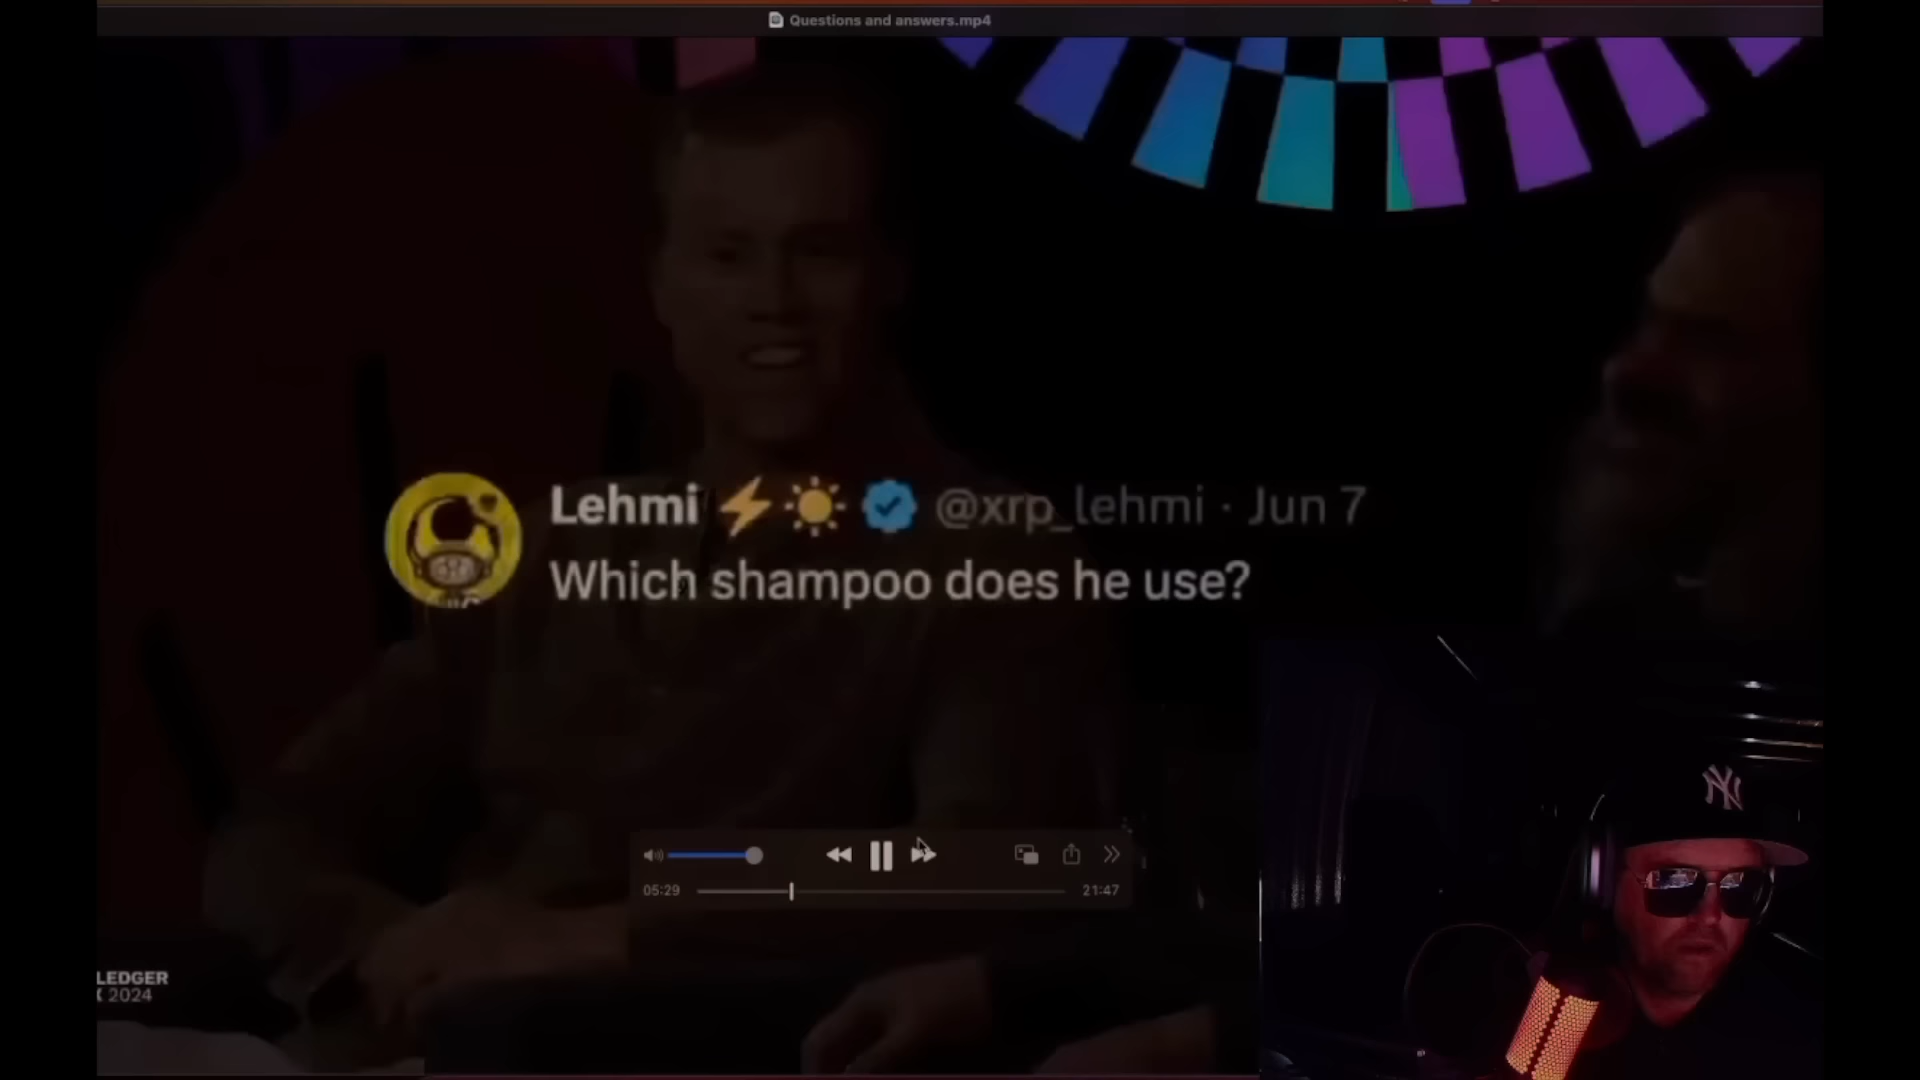 Questions and answers.mp4
Lehmi ⚡☀️ @xrp_lehmi · Jun 7
Which shampoo does he use?
05:29
21:47
LEDGER
2024
NY